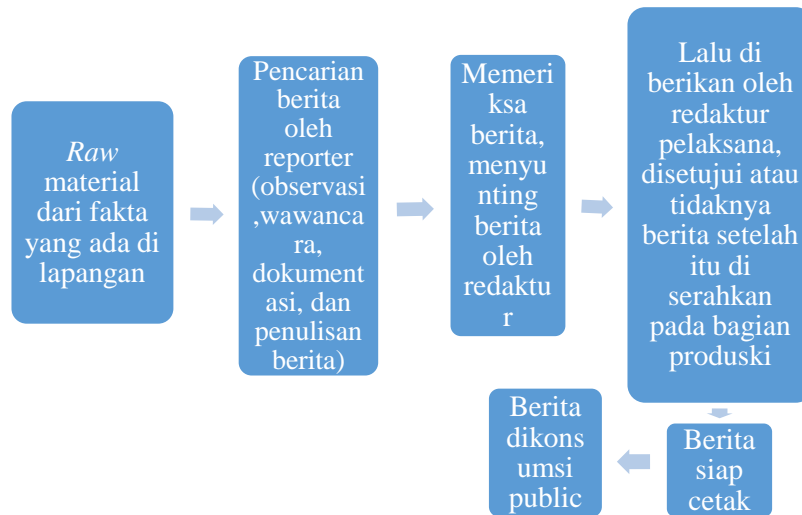 Raw
material
dari fakta
yang ada di
lapangan
Pencarian
berita
oleh
reporter
(observasi
,wawanca
ra,
dokument
asi, dan
penulisan
berita)
Memeri
ksa
berita,
menyu
nting
berita
oleh
redaktu
r
Lalu di
berikan oleh
redaktur
pelaksana,
disetujui atau
tidaknya
berita setelah
itu di
serahkan
pada bagian
produski
Berita
siap
cetak
Berita
dikons
umsi
public